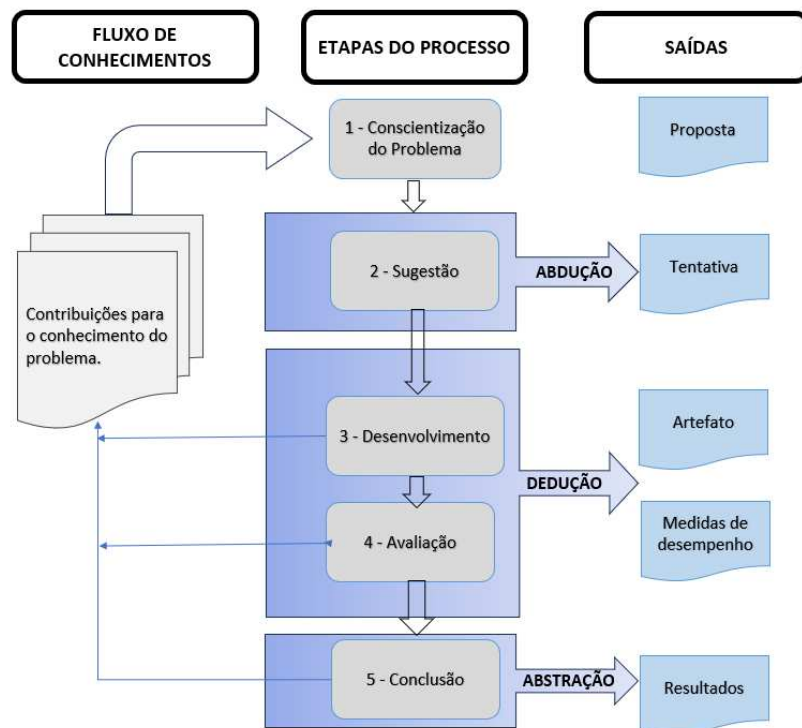 FLUXO DE
CONHECIMENTOS
ETAPAS DO PROCESSO
SAÍDAS
1 - Conscientização
do Problema
Proposta
2 - Sugestão
ABDUÇÃO
Tentativa
Contribuições para
o conhecimento do
problema.
3 - Desenvolvimento
Artefato
DEDUÇÃO
4 - Avaliação
Medidas de
desempenho
5 - Conclusão
ABSTRAÇÃO
Resultados